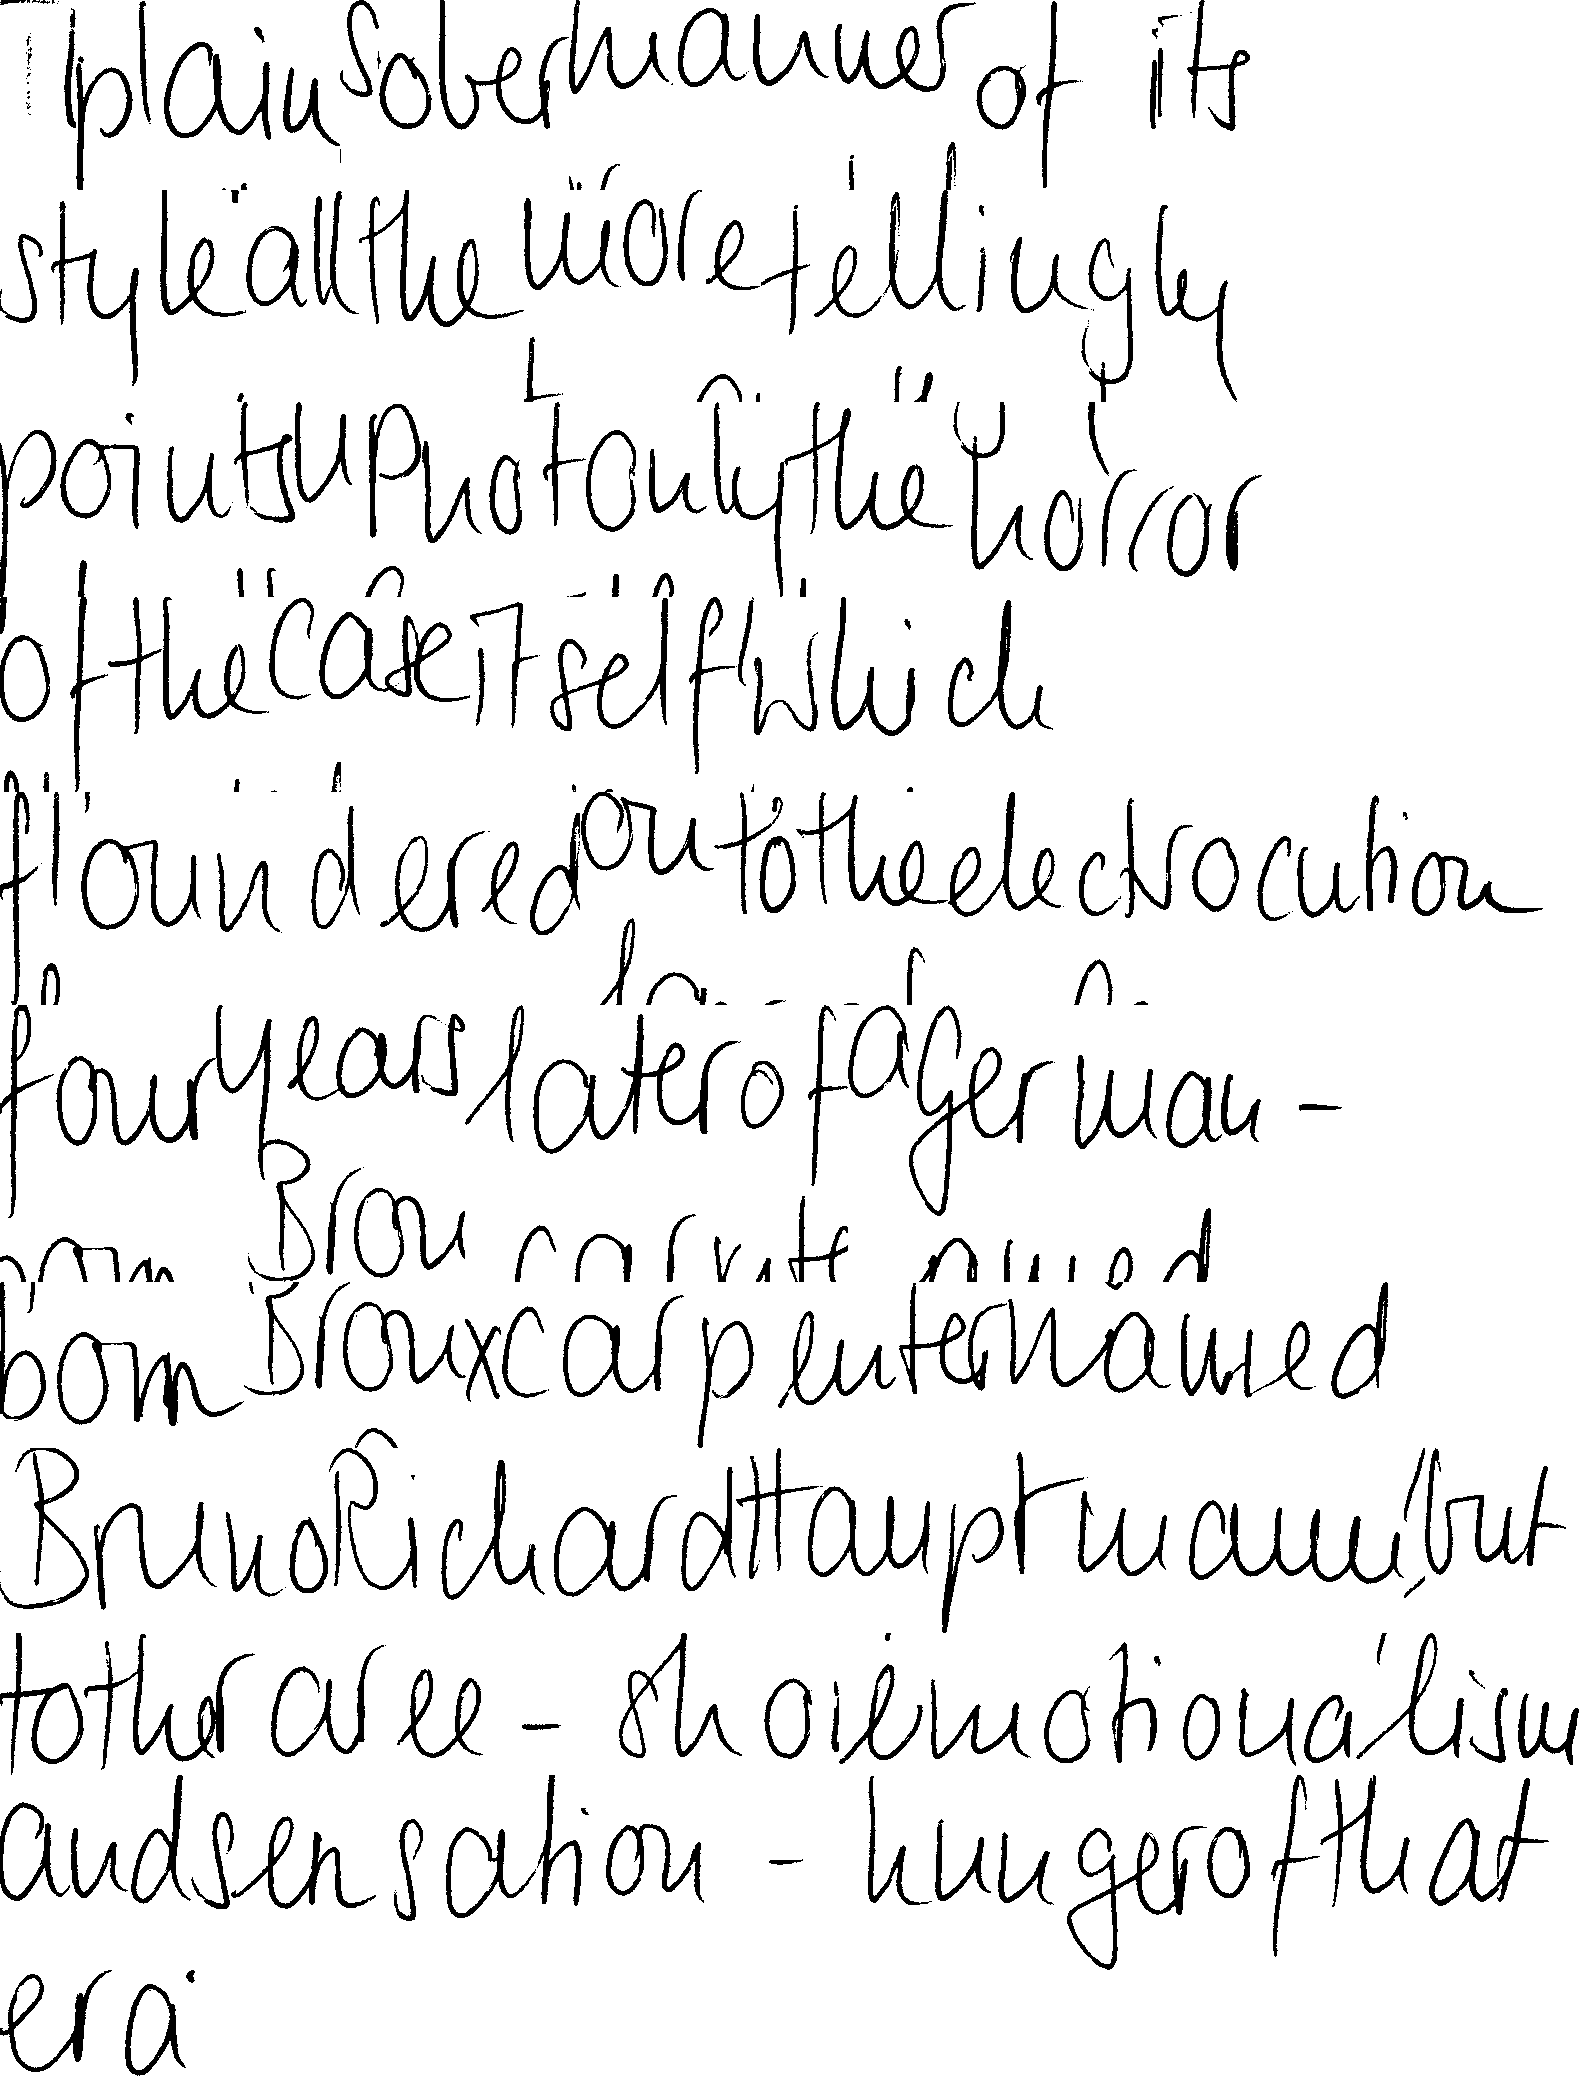 plain sober manner of its
style all the more tellingly
points up not only the horror
of the case itself which
floundered on to the electrocution
four years later of a German-
born Bronx carpenter named
Bruno Richard Hauptmann, but
to the raree-shoiemotionalism
and sensation-hunger of that
era.